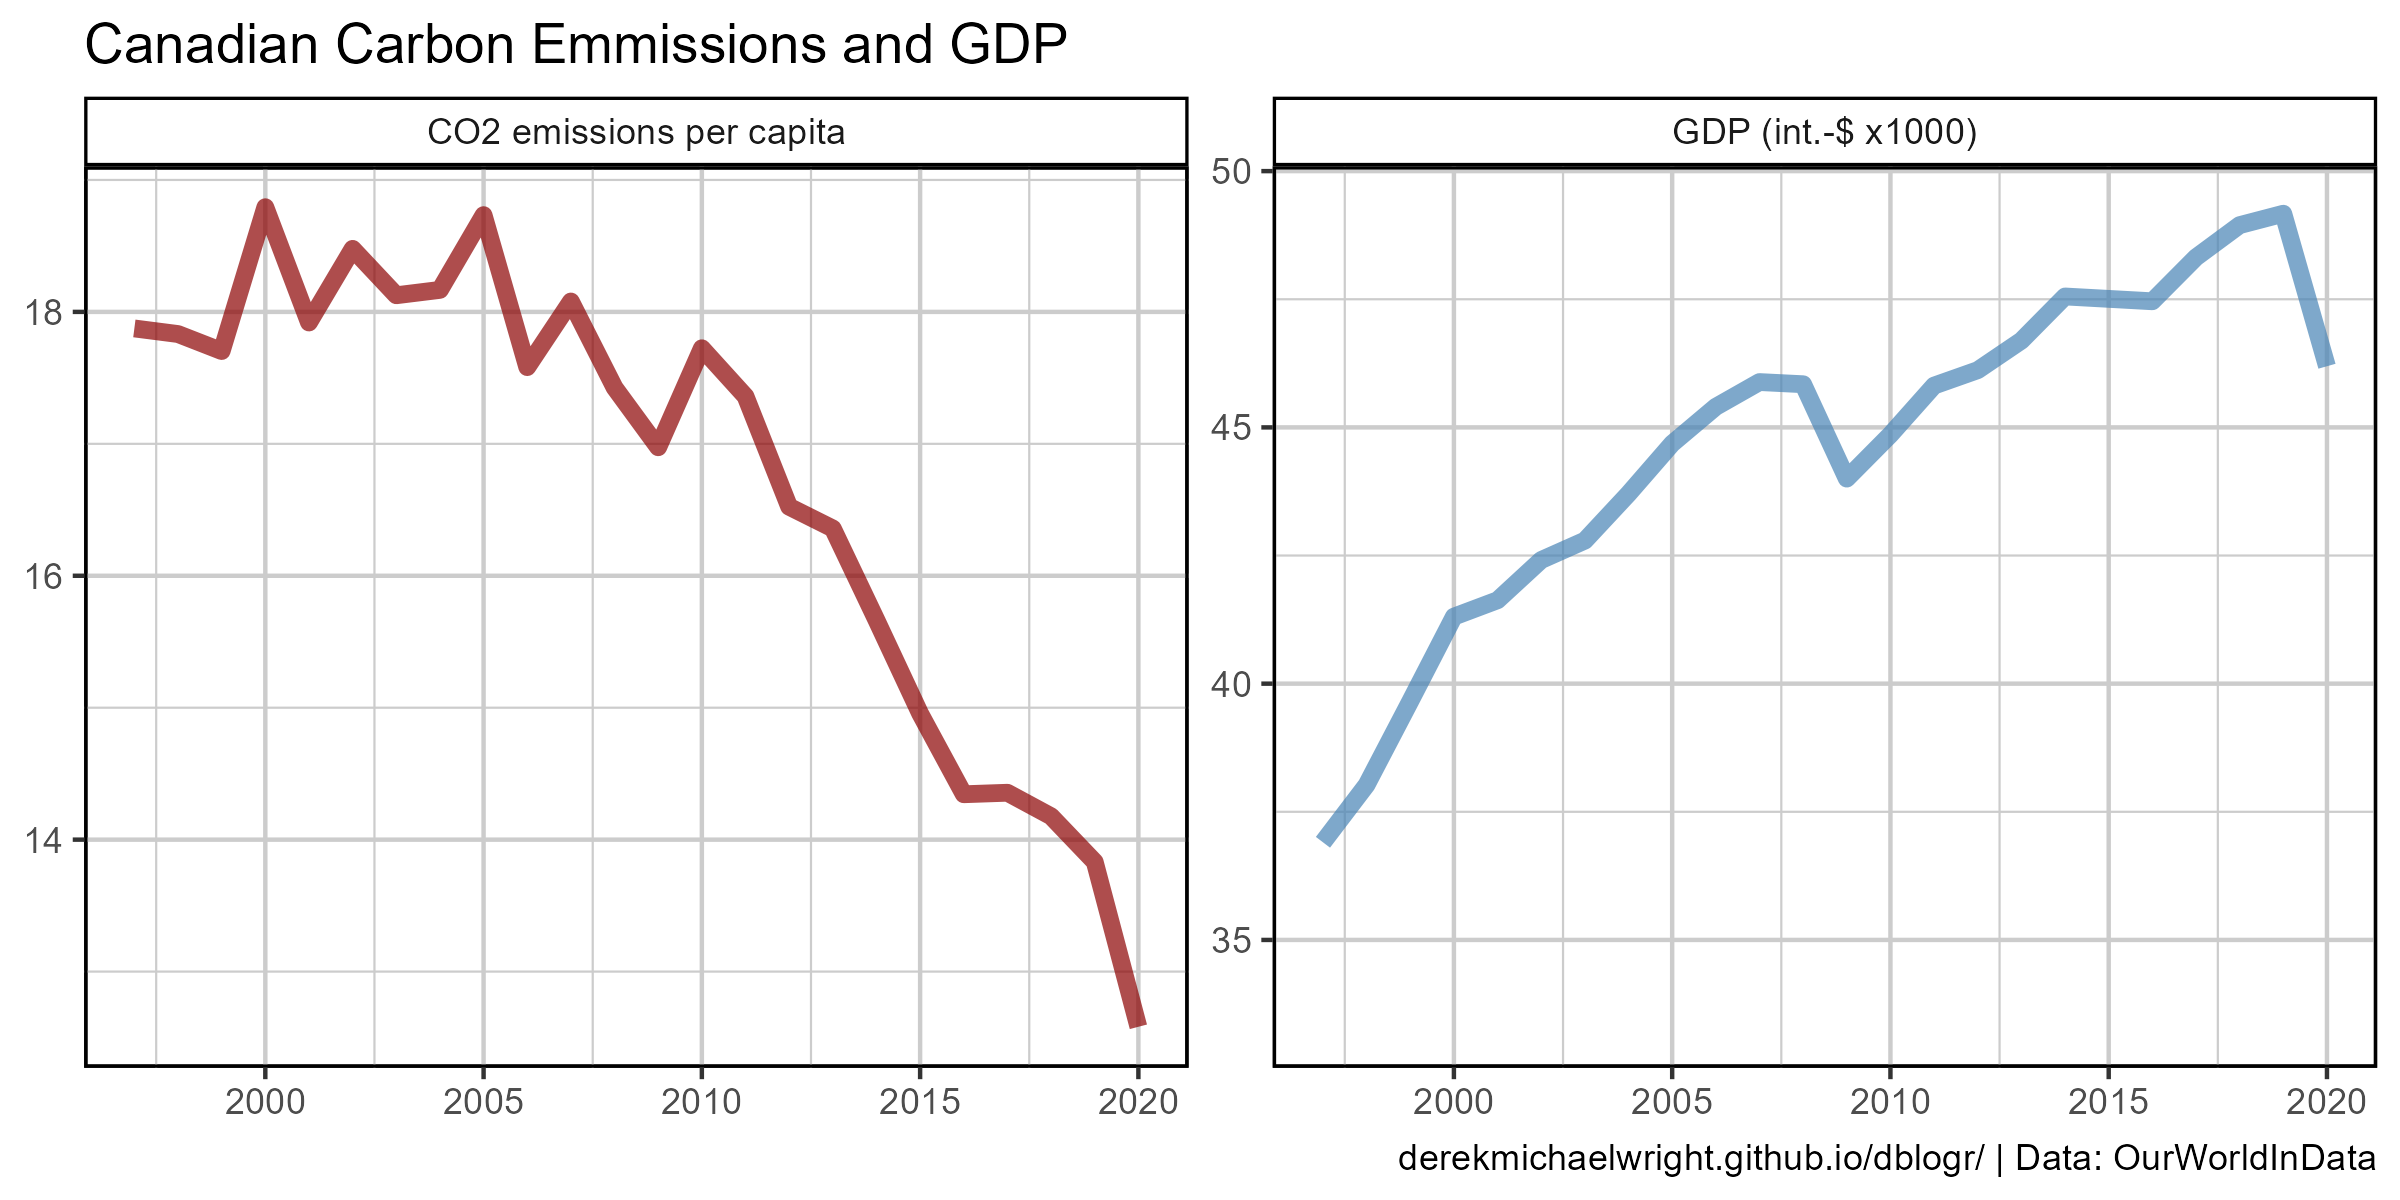 Canadian Carbon Emmissions and GDP
CO2 emissions per capita
18
16
14
2000 2005 2010 2015 2020
GDP (int.-$ x1000)
50
45
40
35
2000 2005 2010 2015 2020
derekmichaelwright.github.io/dblogr/ | Data: OurWorldInData